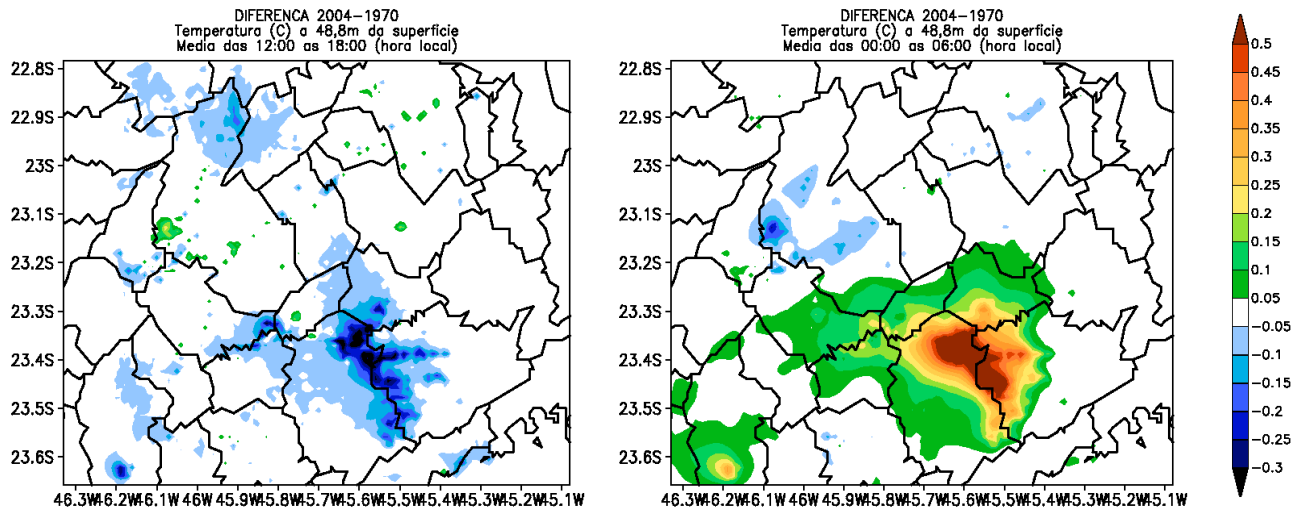 DIFERENCA 2004-1970
Temperatura (C) a 48,8m da superficie
Media das 12:00 as 18:00 (hora local)
22.8S
22.9S
23S
23.1S
23.2S
23.3S
23.4S
23.5S
23.6S
46.3W 46.2W 46.1W 46W 45.9W 45.8W 45.7W 45.6W 45.5W 45.4W 45.3W 45.2W 45.1W
DIFERENCA 2004-1970
Temperatura (C) a 48,8m da superficie
Media das 00:00 as 06:00 (hora local)
22.8S
22.9S
23S
23.1S
23.2S
23.3S
23.4S
23.5S
23.6S
46.3W 46.2W 46.1W 46W 45.9W 45.8W 45.7W 45.6W 45.5W 45.4W 45.3W 45.2W 45.1W
0.5
0.45
0.4
0.35
0.3
0.25
0.2
0.15
0.1
0.05
-0.05
-0.1
-0.15
-0.2
-0.25
-0.3